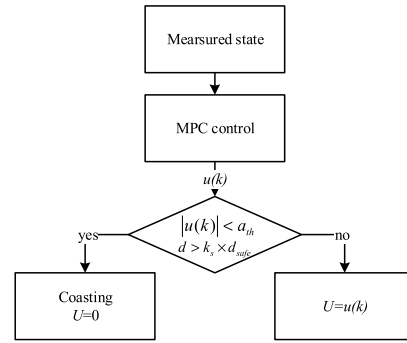 Mearsured state
MPC control
u(k)
|u(k)| < a_th
d > k_s × d_safe
yes
no
Coasting
U=0
U=u(k)